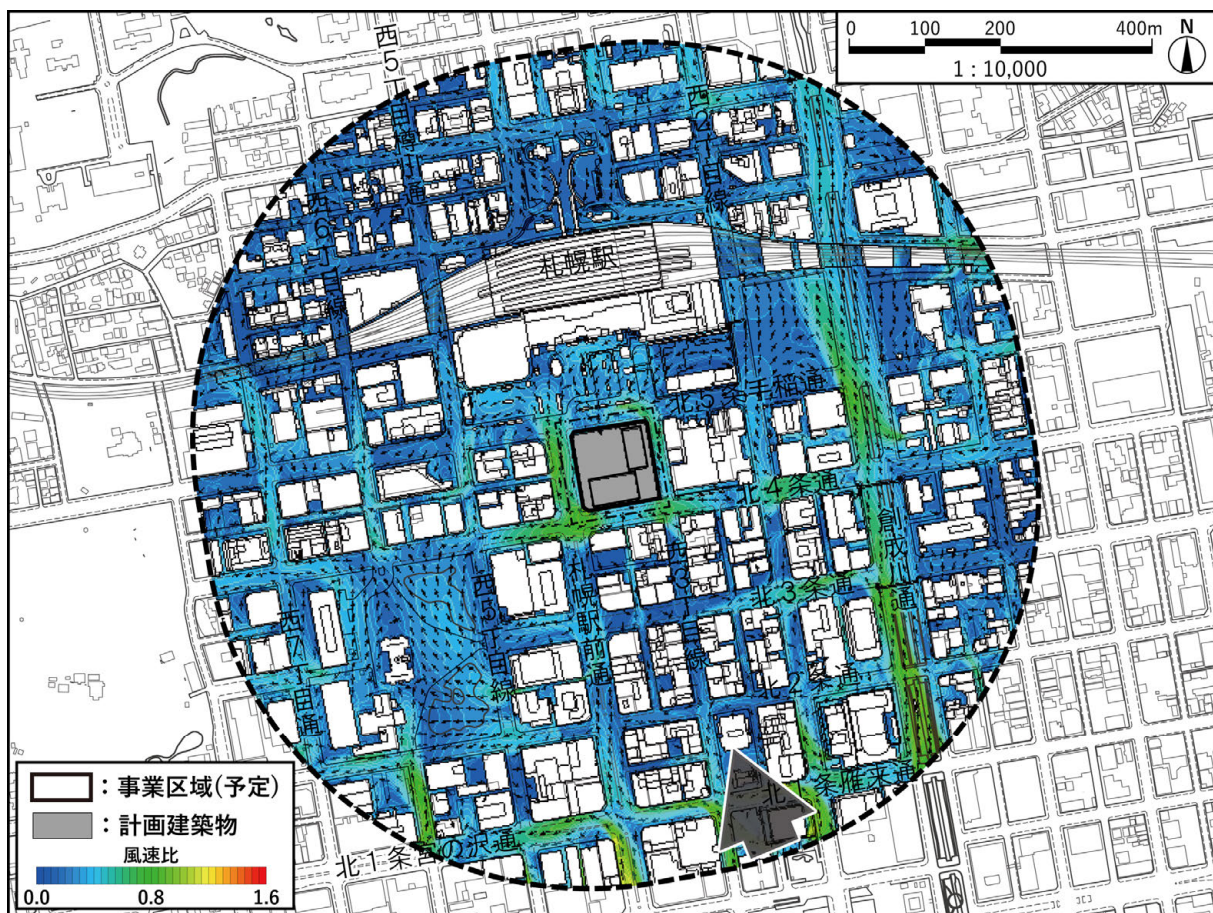 0 100 200 400m
N
1 : 10,000
西5丁目樽川通
西2丁目線
西6丁目線
札幌駅
北5条手稲通
北4条通
創成川通
西3丁目線
札幌駅前通
西5丁目線
北3条通
西7丁目通
北2条通
北1条雁来通
北1条宮の沢通
：事業区域(予定)
：計画建築物
風速比
0.0 0.8 1.6